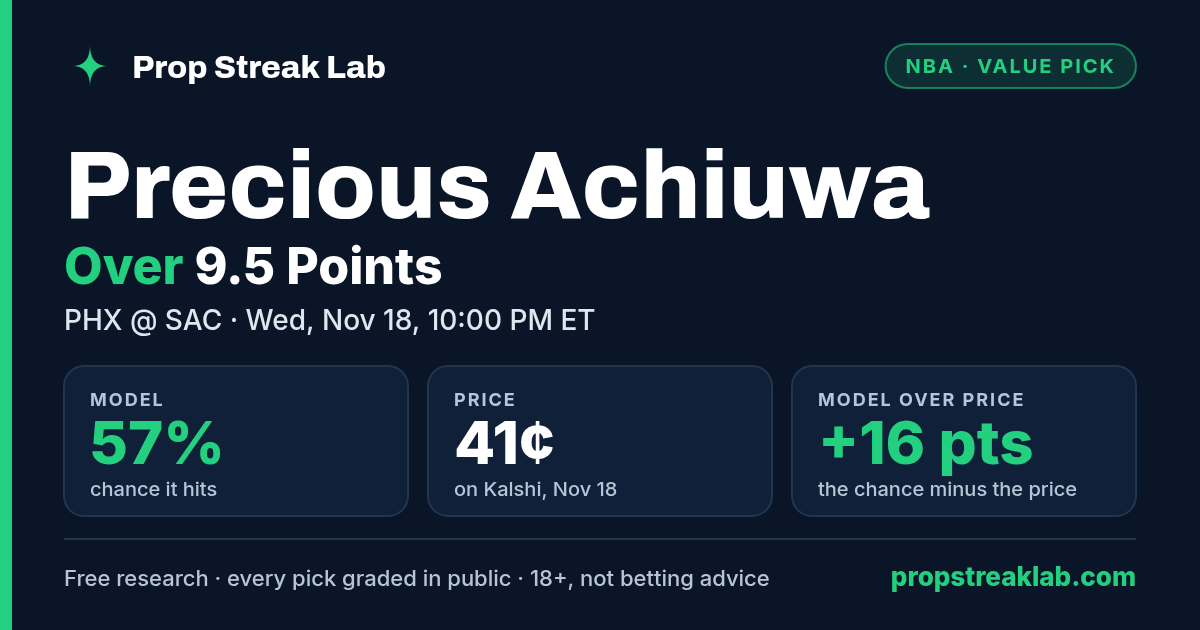 Prop Streak Lab
NBA · VALUE PICK
Precious Achiuwa
Over 9.5 Points
PHX @ SAC · Wed, Nov 18, 10:00 PM ET
MODEL
57%
chance it hits
PRICE
41¢
on Kalshi, Nov 18
MODEL OVER PRICE
+16 pts
the chance minus the price
Free research · every pick graded in public · 18+, not betting advice
propstreaklab.com